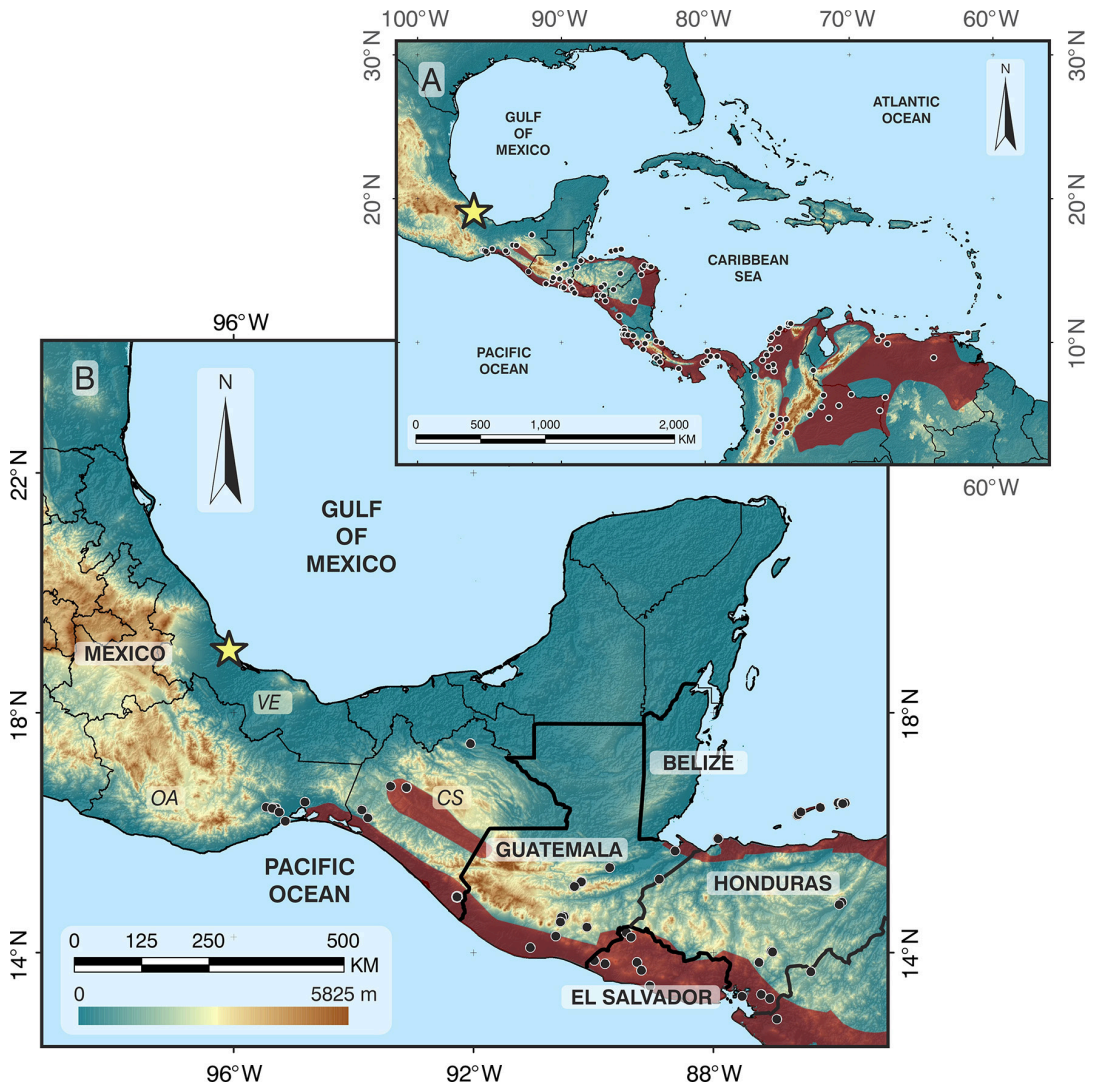 100°W 90°W 80°W 70°W 60°W
30°N 30°N
A
N
GULF
OF
MEXICO
ATLANTIC
OCEAN
20°N 20°N
CARIBBEAN
SEA
PACIFIC
OCEAN
10°N 10°N
0 500 1,000 2,000
KM
60°W
96°W
B
N
22°N
GULF
OF
MEXICO
MEXICO
VE
18°N 18°N
BELIZE
OA
CS
GUATEMALA
PACIFIC
OCEAN
HONDURAS
14°N 14°N
0 125 250 500
KM
0 5825 m
EL SALVADOR
96°W 92°W 88°W